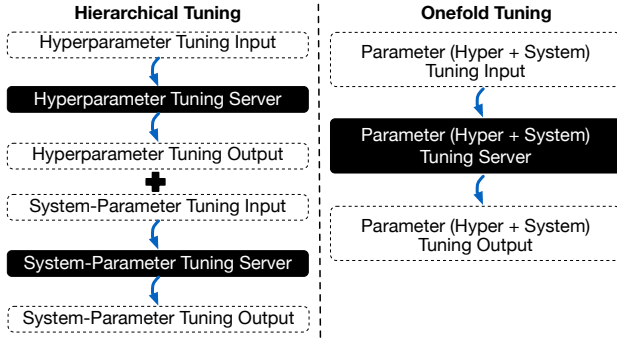 Hierarchical Tuning
Hyperparameter Tuning Input
Hyperparameter Tuning Server
Hyperparameter Tuning Output
System-Parameter Tuning Input
System-Parameter Tuning Server
System-Parameter Tuning Output
Onefold Tuning
Parameter (Hyper + System)
Tuning Input
Parameter (Hyper + System)
Tuning Server
Parameter (Hyper + System)
Tuning Output